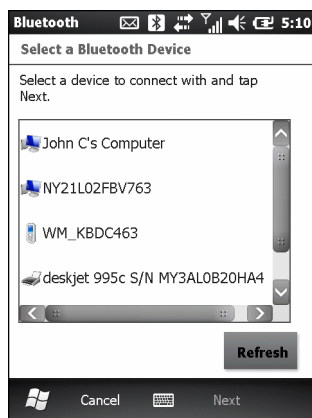 Bluetooth 5:10
Select a Bluetooth Device
Select a device to connect with and tap
Next.
John C's Computer
NY21L02FBV763
WM_KBDC463
deskjet 995c S/N MY3AL0B20HA4
Refresh
Cancel Next